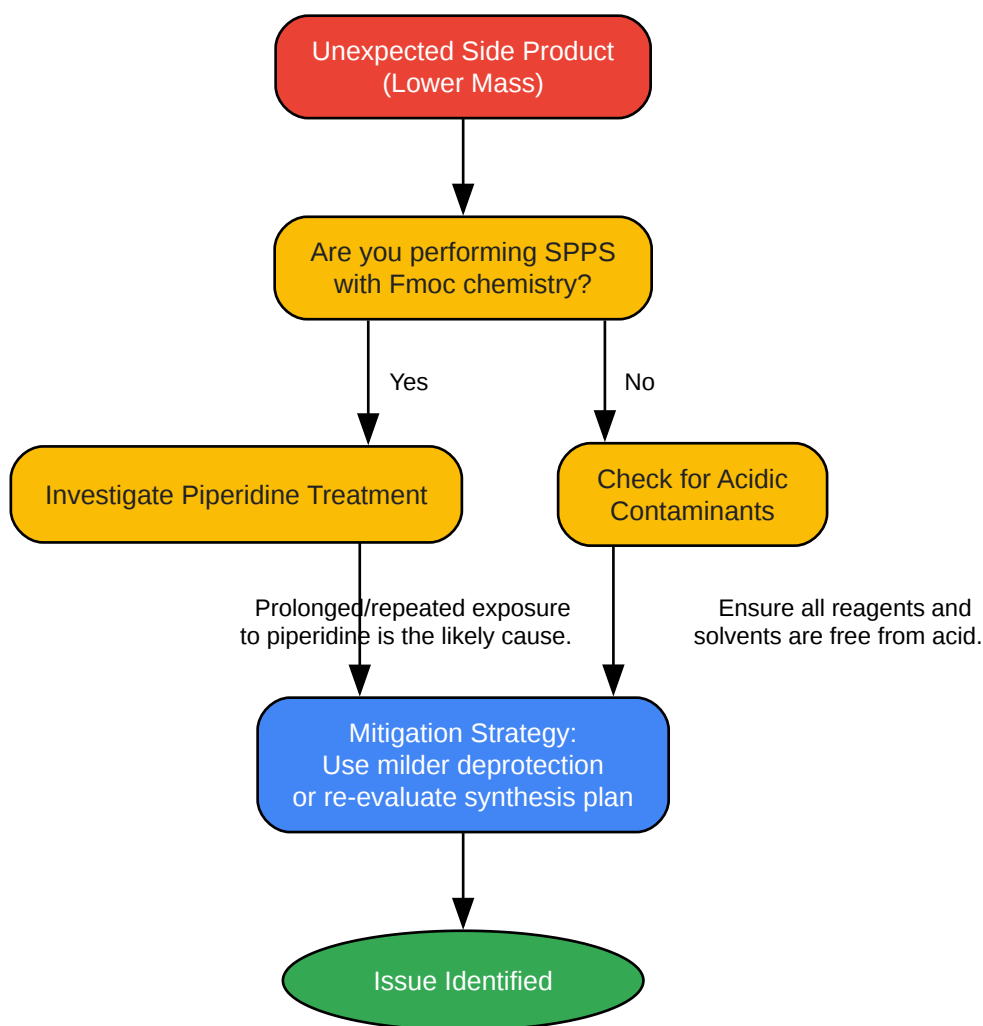 Unexpected Side Product
(Lower Mass)
Are you performing SPPS
with Fmoc chemistry?
Yes
No
Investigate Piperidine Treatment
Check for Acidic
Contaminants
Prolonged/repeated exposure
to piperidine is the likely cause.
Ensure all reagents and
solvents are free from acid.
Mitigation Strategy:
Use milder deprotection
or re-evaluate synthesis plan
Issue Identified